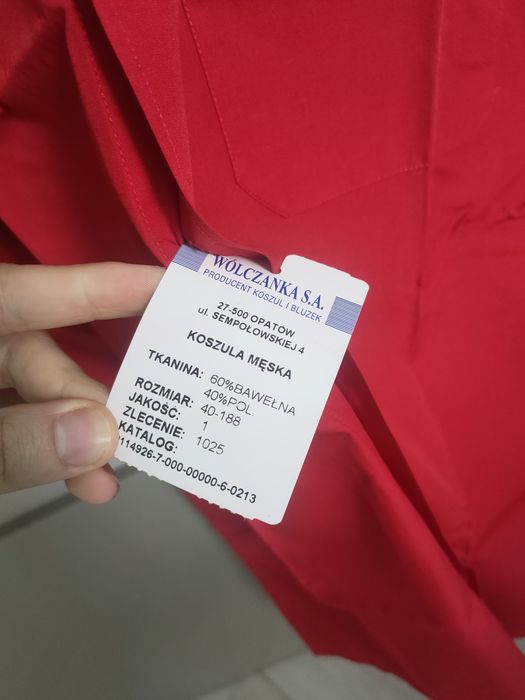 WÓLCZANKA S.A.
PRODUCENT KOSZUL I BLUZEK
27-500 OPATÓW
ul. SEMPOŁOWSKIEJ 4
KOSZULA MĘSKA
TKANINA: 60%BAWEŁNA
40%POL
ROZMIAR: 40-188
JAKOŚĆ: 1
ZLECENIE: 1025
KATALOG:
114926-7-000-00000-6-0213